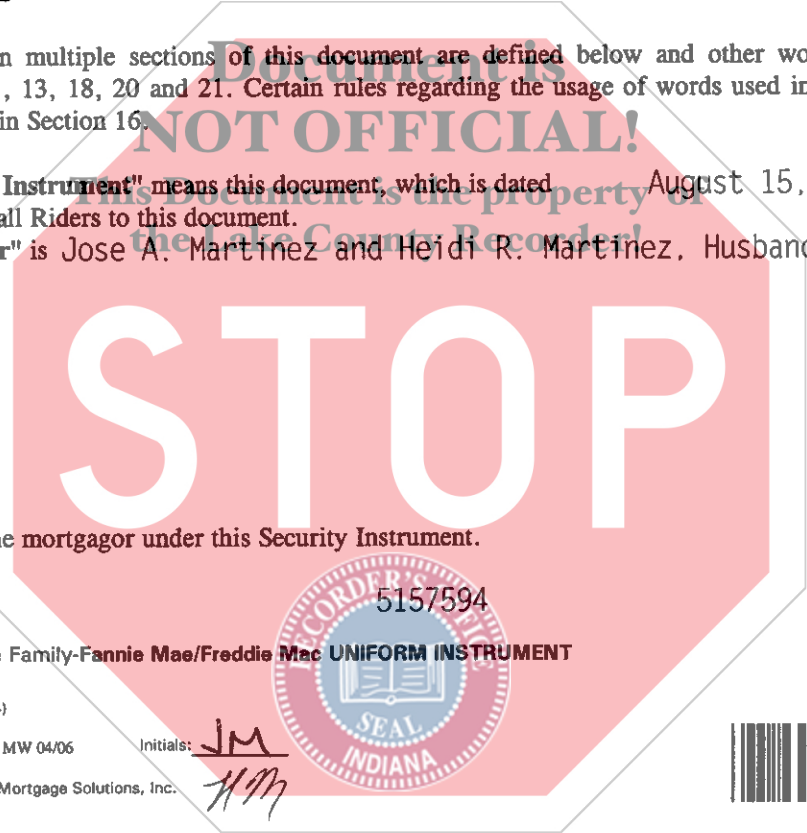 n multiple sections of this document are defined below and other wo
, 13, 18, 20 and 21. Certain rules regarding the usage of words used in
in Section 16.
Document is
NOT OFFICIAL!
This Document is the property of
the Lake County Recorder!
Instrument" means this document, which is dated August 15,
all Riders to this document.
r" is Jose A. Martinez and Heidi R. Martinez, Husband
STOP
e mortgagor under this Security Instrument.
5157594
Family-Fannie Mae/Freddie Mac UNIFORM INSTRUMENT
RECORDER'S OFFICE
SEAL
INDIANA
MW 04/06 Initials: JM
Mortgage Solutions, Inc. HM